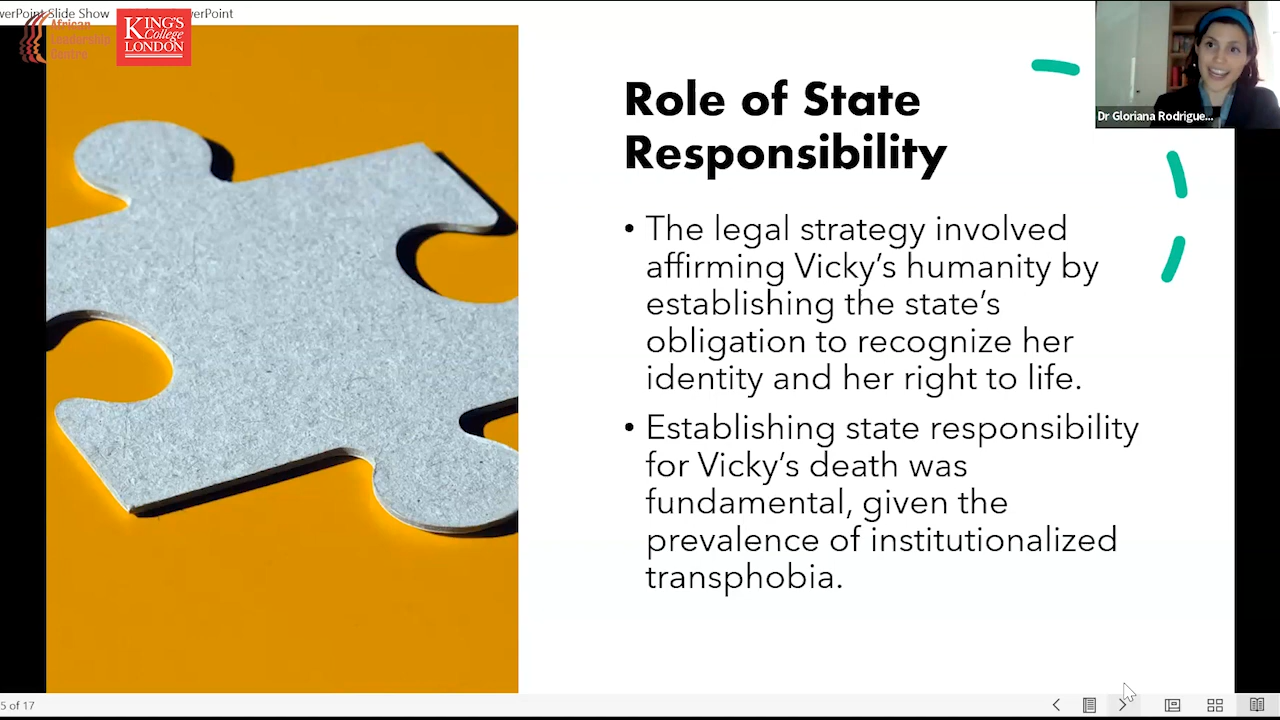 PowerPoint Slide Show
PowerPoint
African
Leadership
Centre
KING'S
College
LONDON
Dr Gloriana Rodrigue...
Role of State
Responsibility
• The legal strategy involved
affirming Vicky's humanity by
establishing the state's
obligation to recognize her
identity and her right to life.
• Establishing state responsibility
for Vicky's death was
fundamental, given the
prevalence of institutionalized
transphobia.
5 of 17